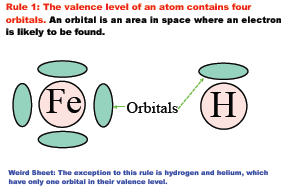 Rule 1: The valence level of an atom contains four
orbitals. An orbital is an area in space where an electron
is likely to be found.
Fe
Orbitals
H
Weird Sheet: The exception to this rule is hydrogen and helium, which
have only one orbital in their valence level.